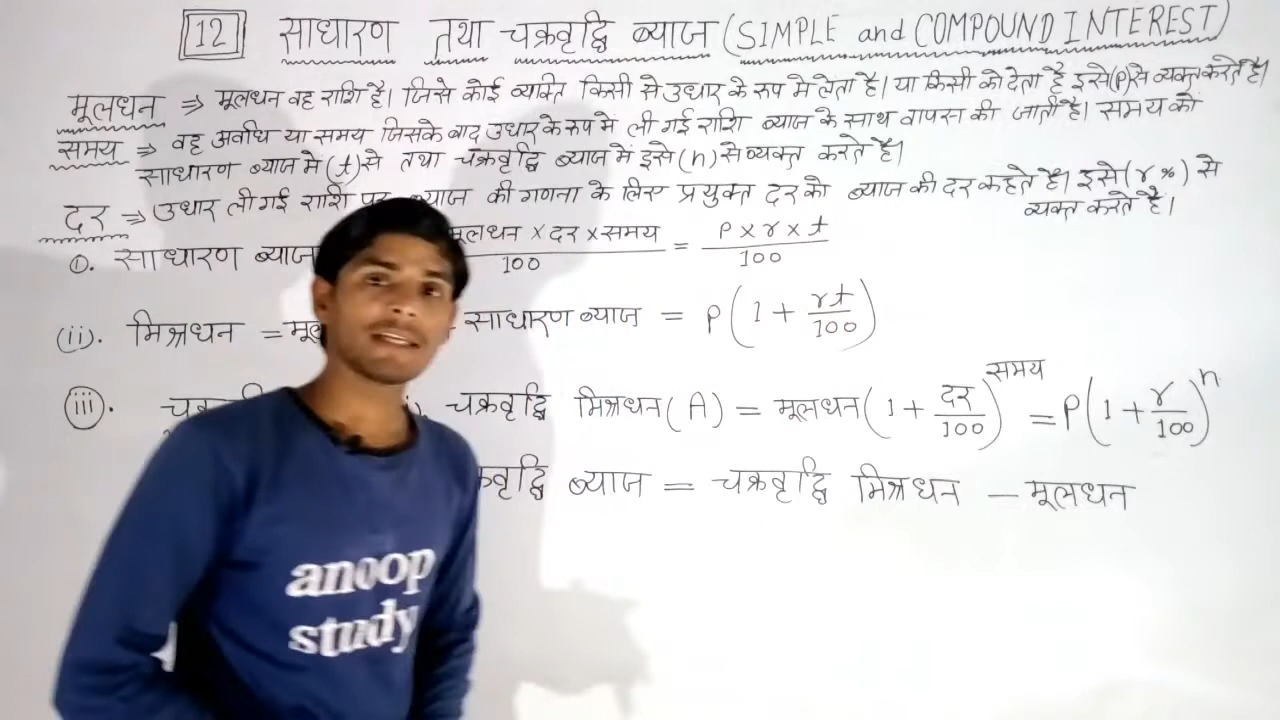 12 साधारण तथा चक्रवृद्धि ब्याज (SIMPLE and COMPOUND INTEREST)
मूलधन ⇒ मूलधन वह राशि है। जिसे कोई व्यक्ति किसी से उधार के रूप मे लेता है। या किसी को देता है इसे (P) से व्यक्त करते है।
समय ⇒ वह अवधि या समय जिसके बाद उधार के रूप मे ली गई राशि ब्याज के साथ वापस की जाती है। समय को
साधारण ब्याज मे (t) से तथा चक्रवृद्धि ब्याज में इसे (n) से व्यक्त करते है।
दर ⇒ उधार ली गई राशि पर ब्याज की गणना के लिए प्रयुक्त दर को ब्याज की दर कहते है। इसे (r %) से
व्यक्त करते है।
i. साधारण ब्याज मूलधन × दर × समय / 100 = P × r × t / 100
(ii). मिश्रधन = साधारण ब्याज = P(1 + rt/100)
iii. चक्रवृद्धि मिश्रधन (A) = मूलधन (1 + दर/100)^समय = P(1 + r/100)^n
ब्याज = चक्रवृद्धि मिश्रधन – मूलधन
anoop
study